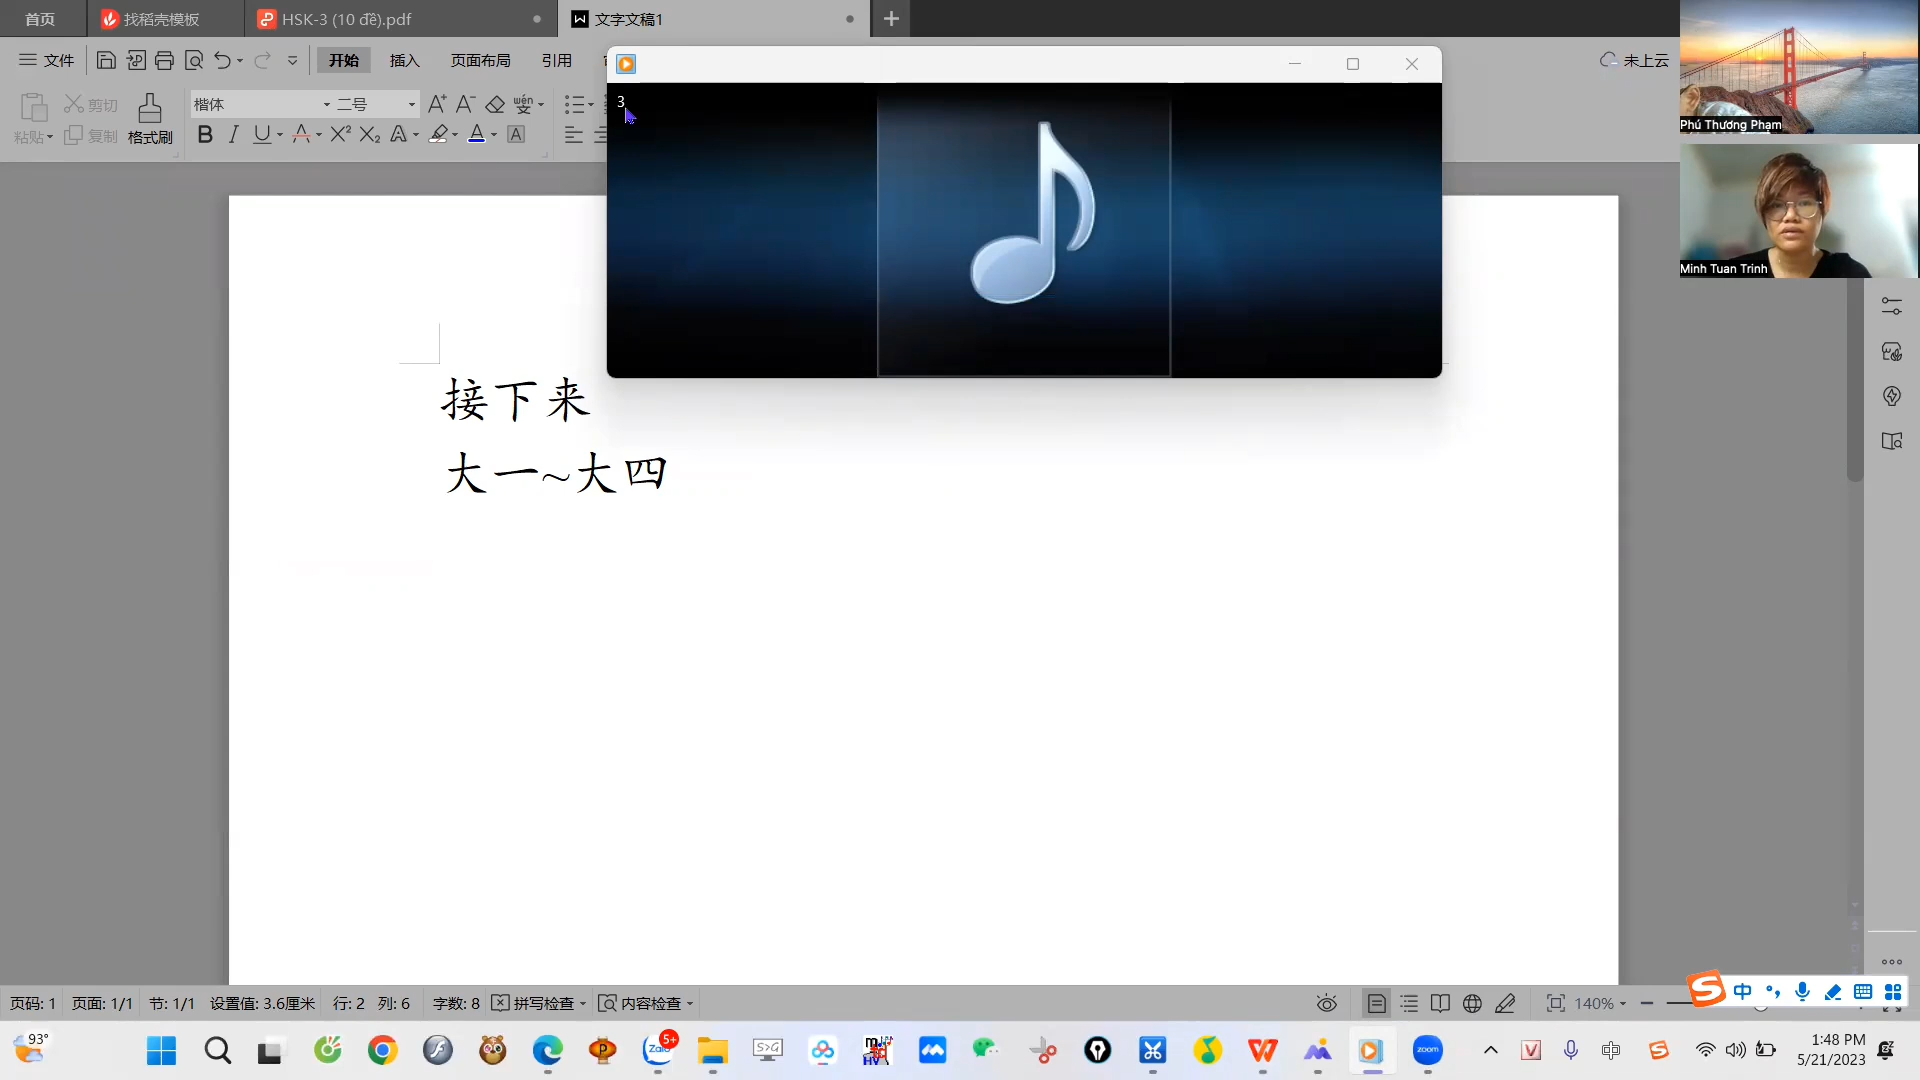 首页
找稻壳模板
HSK-3 (10 đề).pdf
文字文稿1
文件
开始
插入
页面布局
引用
未上云
粘贴
剪切
复制
格式刷
楷体
二号
3
Phú Thương Phạm
Minh Tuan Trinh
接下来
大一~大四
页码: 1
页面: 1/1
节: 1/1
设置值: 3.6厘米
行: 2
列: 6
字数: 8
拼写检查
内容检查
140%
中
93°
Zalo
5+
S>G
zoom
1:48 PM
5/21/2023